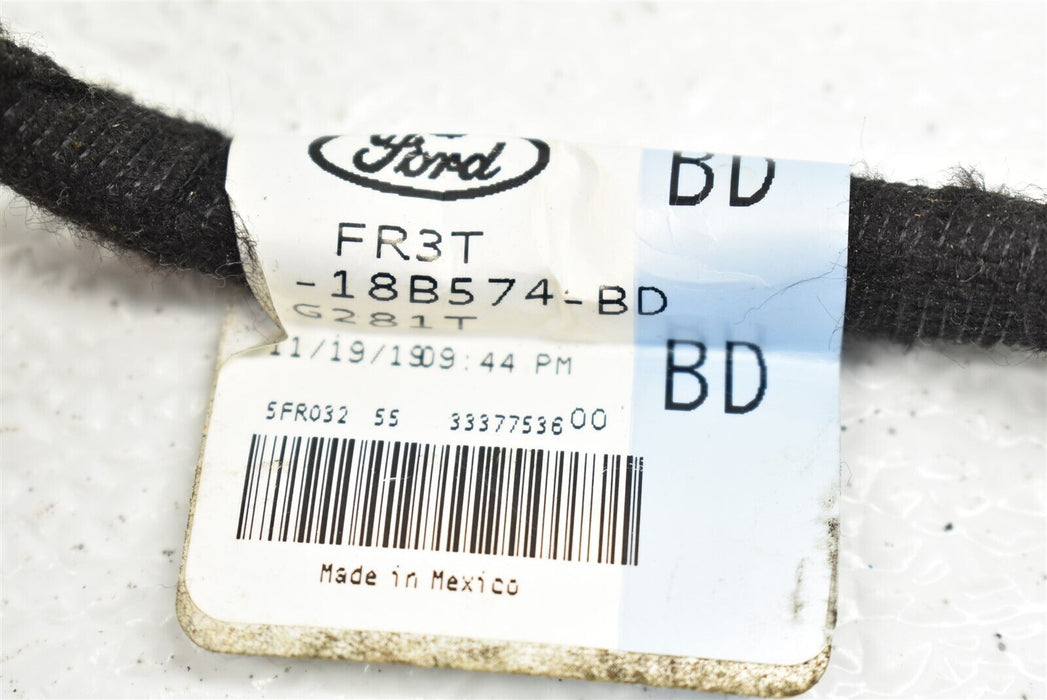 Ford
BD
FR3T
-18B574-BD
G281T
11/19/1909:44 PM
BD
5FR032 55 3337753600
Made in Mexico